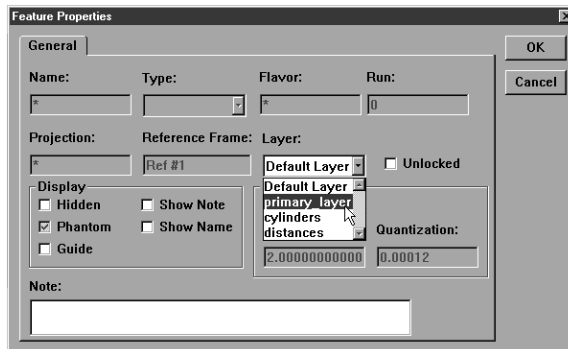 Feature Properties
General
OK
Cancel
Name: Type: Flavor: Run:
* * 0
Projection: Reference Frame: Layer:
* Ref #1 Default Layer Unlocked
Display
Hidden Show Note
Phantom Show Name
Guide
Default Layer
primary_layer
cylinders
distances
Quantization:
2.00000000000 0.00012
Note: